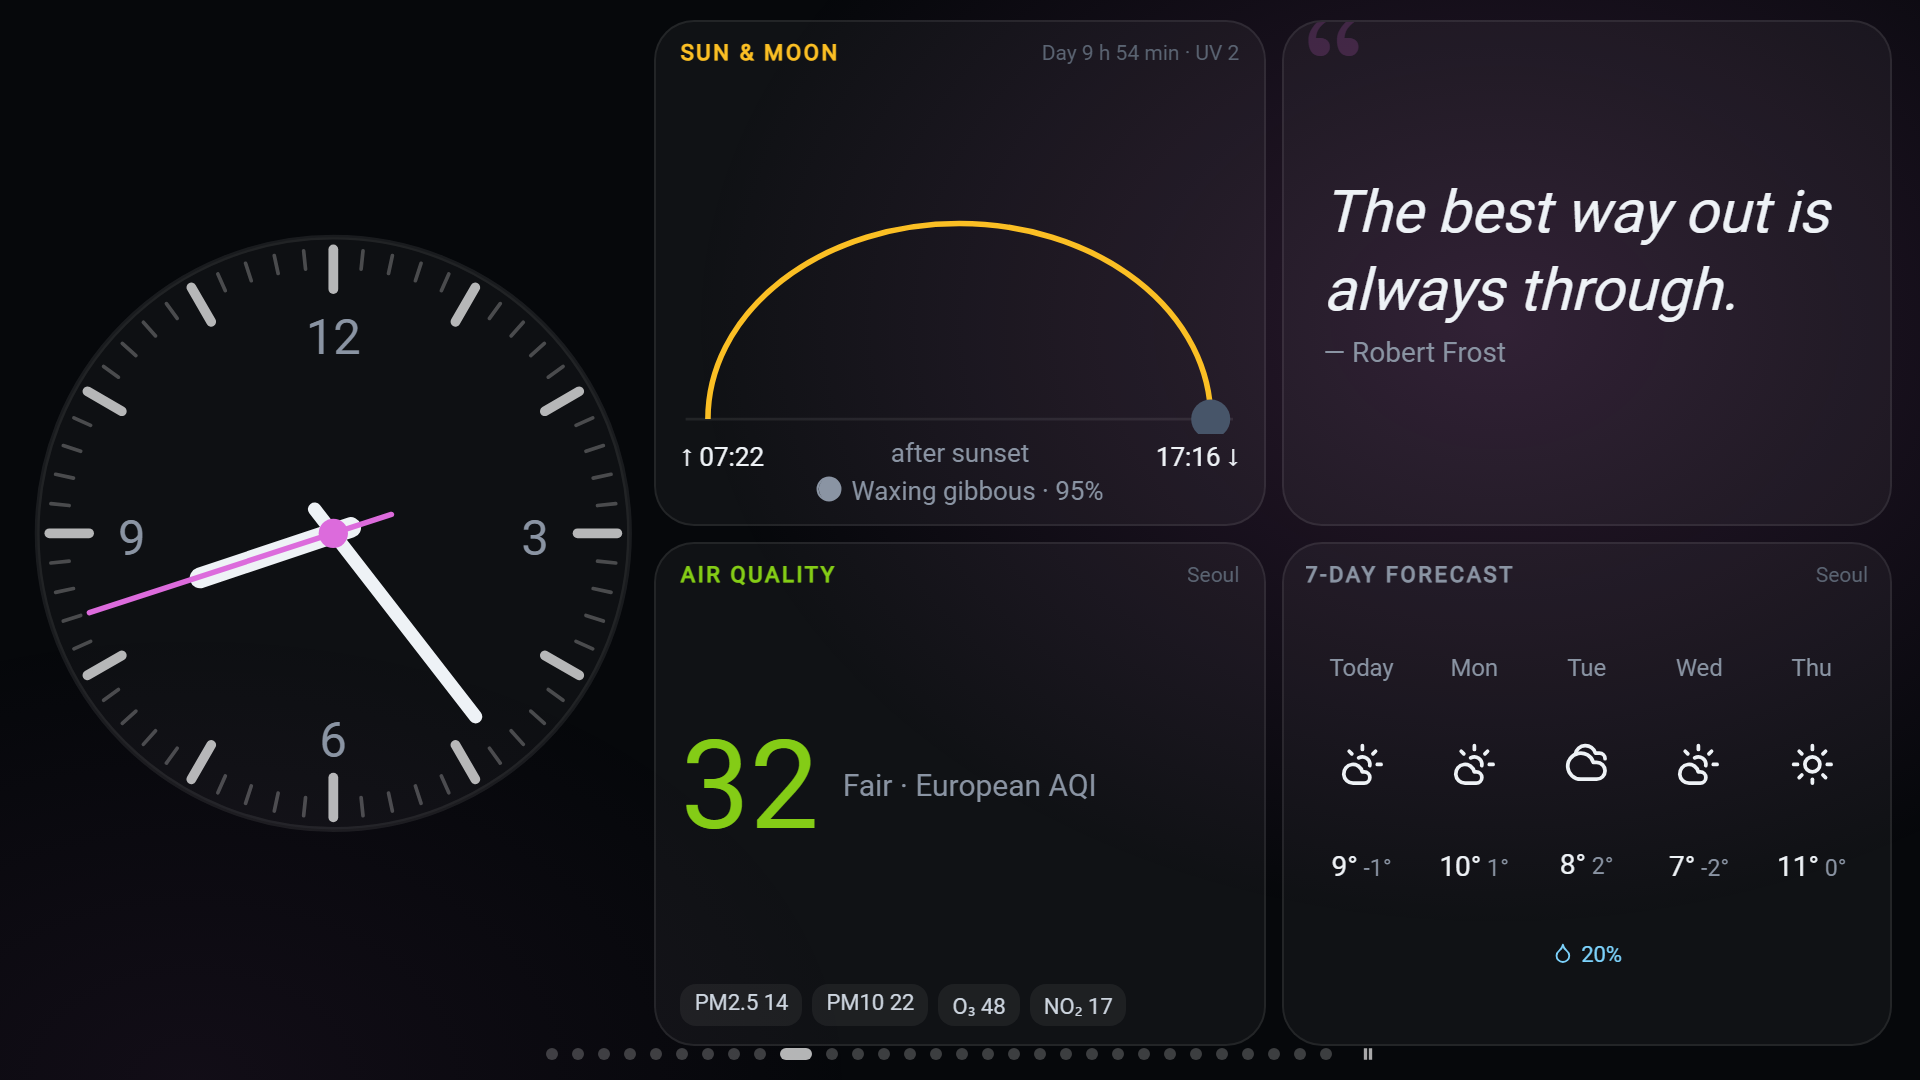 12
9
3
6
SUN & MOON
Day 9 h 54 min · UV 2
↑ 07:22
after sunset
17:16 ↓
Waxing gibbous · 95%
“
The best way out is
always through.
— Robert Frost
AIR QUALITY
Seoul
32
Fair · European AQI
PM2.5 14
PM10 22
O₃ 48
NO₂ 17
7-DAY FORECAST
Seoul
Today Mon Tue Wed Thu
9° -1° 10° 1° 8° 2° 7° -2° 11° 0°
20%